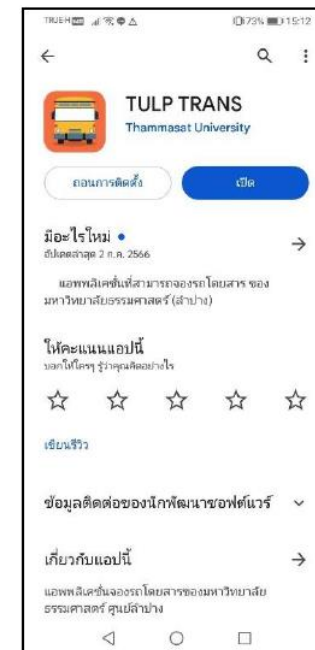 TRUE-H 73% 15:12
TULP TRANS
Thammasat University
ถอนการติดตั้ง
เปิด
มีอะไรใหม่
อัปเดตล่าสุด 2 ก.ค. 2566
แอพพลิเคชั่นที่สามารถจองรถโดยสาร ของ
มหาวิทยาลัยธรรมศาสตร์ (ลำปาง)
ให้คะแนนแอปนี้
บอกให้ใครๆ รู้ว่าคุณคิดอย่างไร
เขียนรีวิว
ข้อมูลติดต่อของนักพัฒนาซอฟต์แวร์
เกี่ยวกับแอปนี้
แอพพลิเคชั่นจองรถโดยสารของมหาวิทยาลัย
ธรรมศาสตร์ ศูนย์ลำปาง